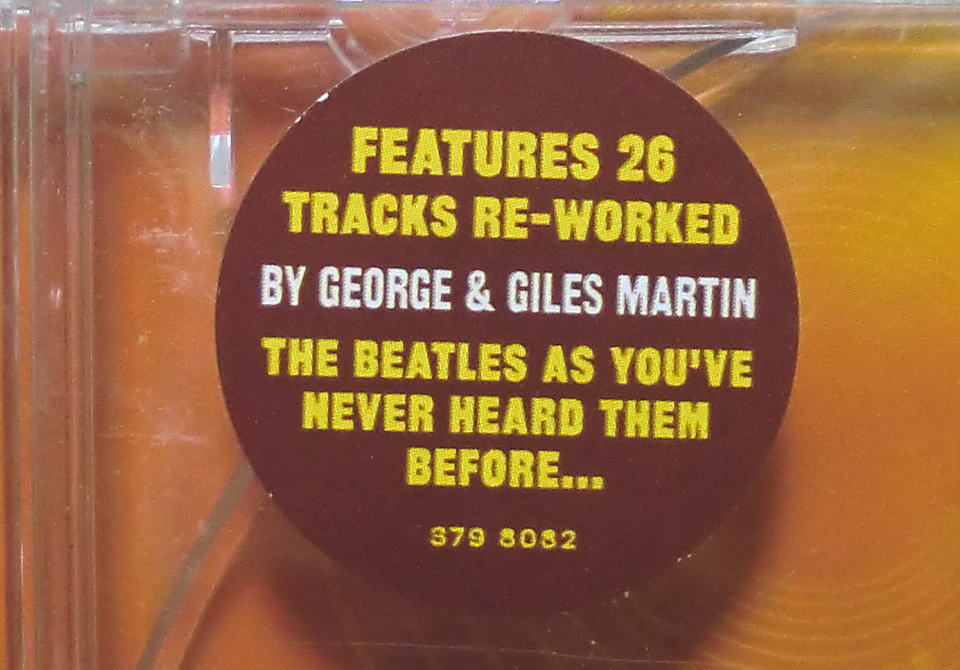 FEATURES 26
TRACKS RE-WORKED
BY GEORGE & GILES MARTIN
THE BEATLES AS YOU'VE
NEVER HEARD THEM
BEFORE...
379 8082